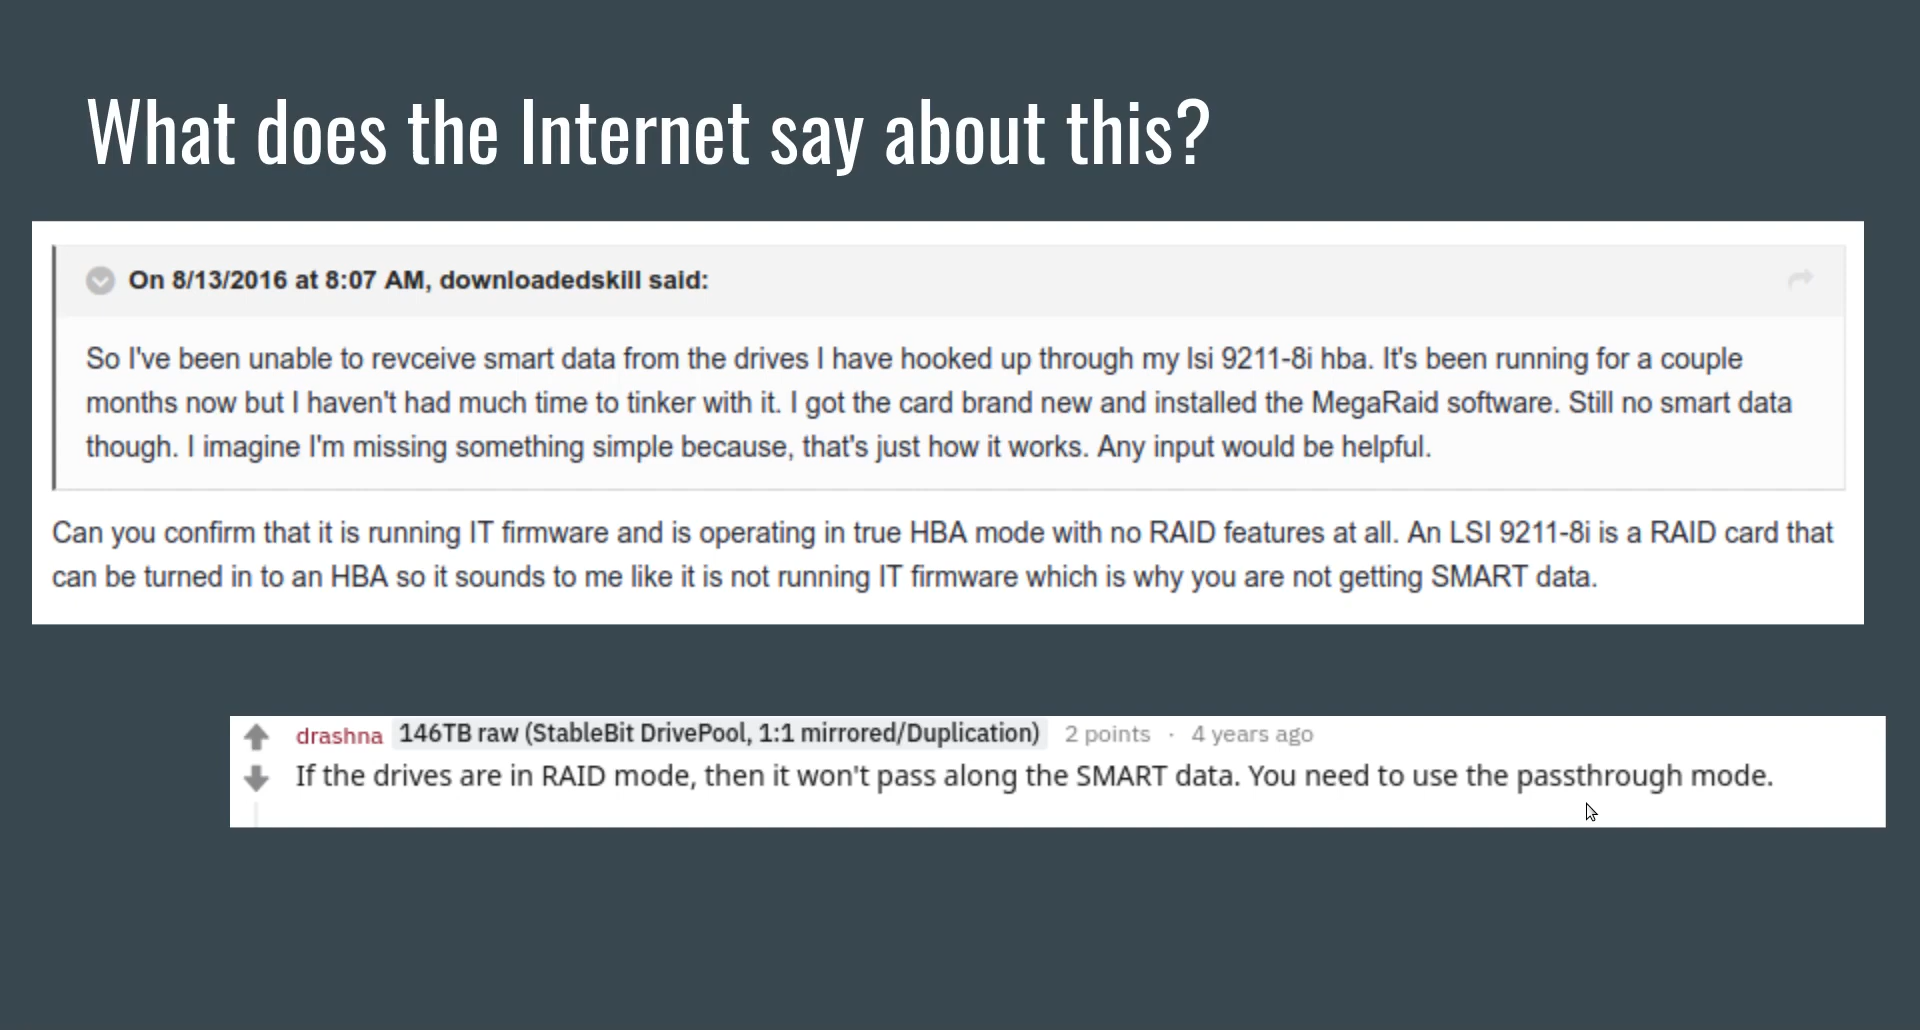 What does the Internet say about this?
On 8/13/2016 at 8:07 AM, downloadedskill said:
So I've been unable to revceive smart data from the drives I have hooked up through my lsi 9211-8i hba. It's been running for a couple
months now but I haven't had much time to tinker with it. I got the card brand new and installed the MegaRaid software. Still no smart data
though. I imagine I'm missing something simple because, that's just how it works. Any input would be helpful.
Can you confirm that it is running IT firmware and is operating in true HBA mode with no RAID features at all. An LSI 9211-8i is a RAID card that
can be turned in to an HBA so it sounds to me like it is not running IT firmware which is why you are not getting SMART data.
drashna 146TB raw (StableBit DrivePool, 1:1 mirrored/Duplication) 2 points · 4 years ago
If the drives are in RAID mode, then it won't pass along the SMART data. You need to use the passthrough mode.